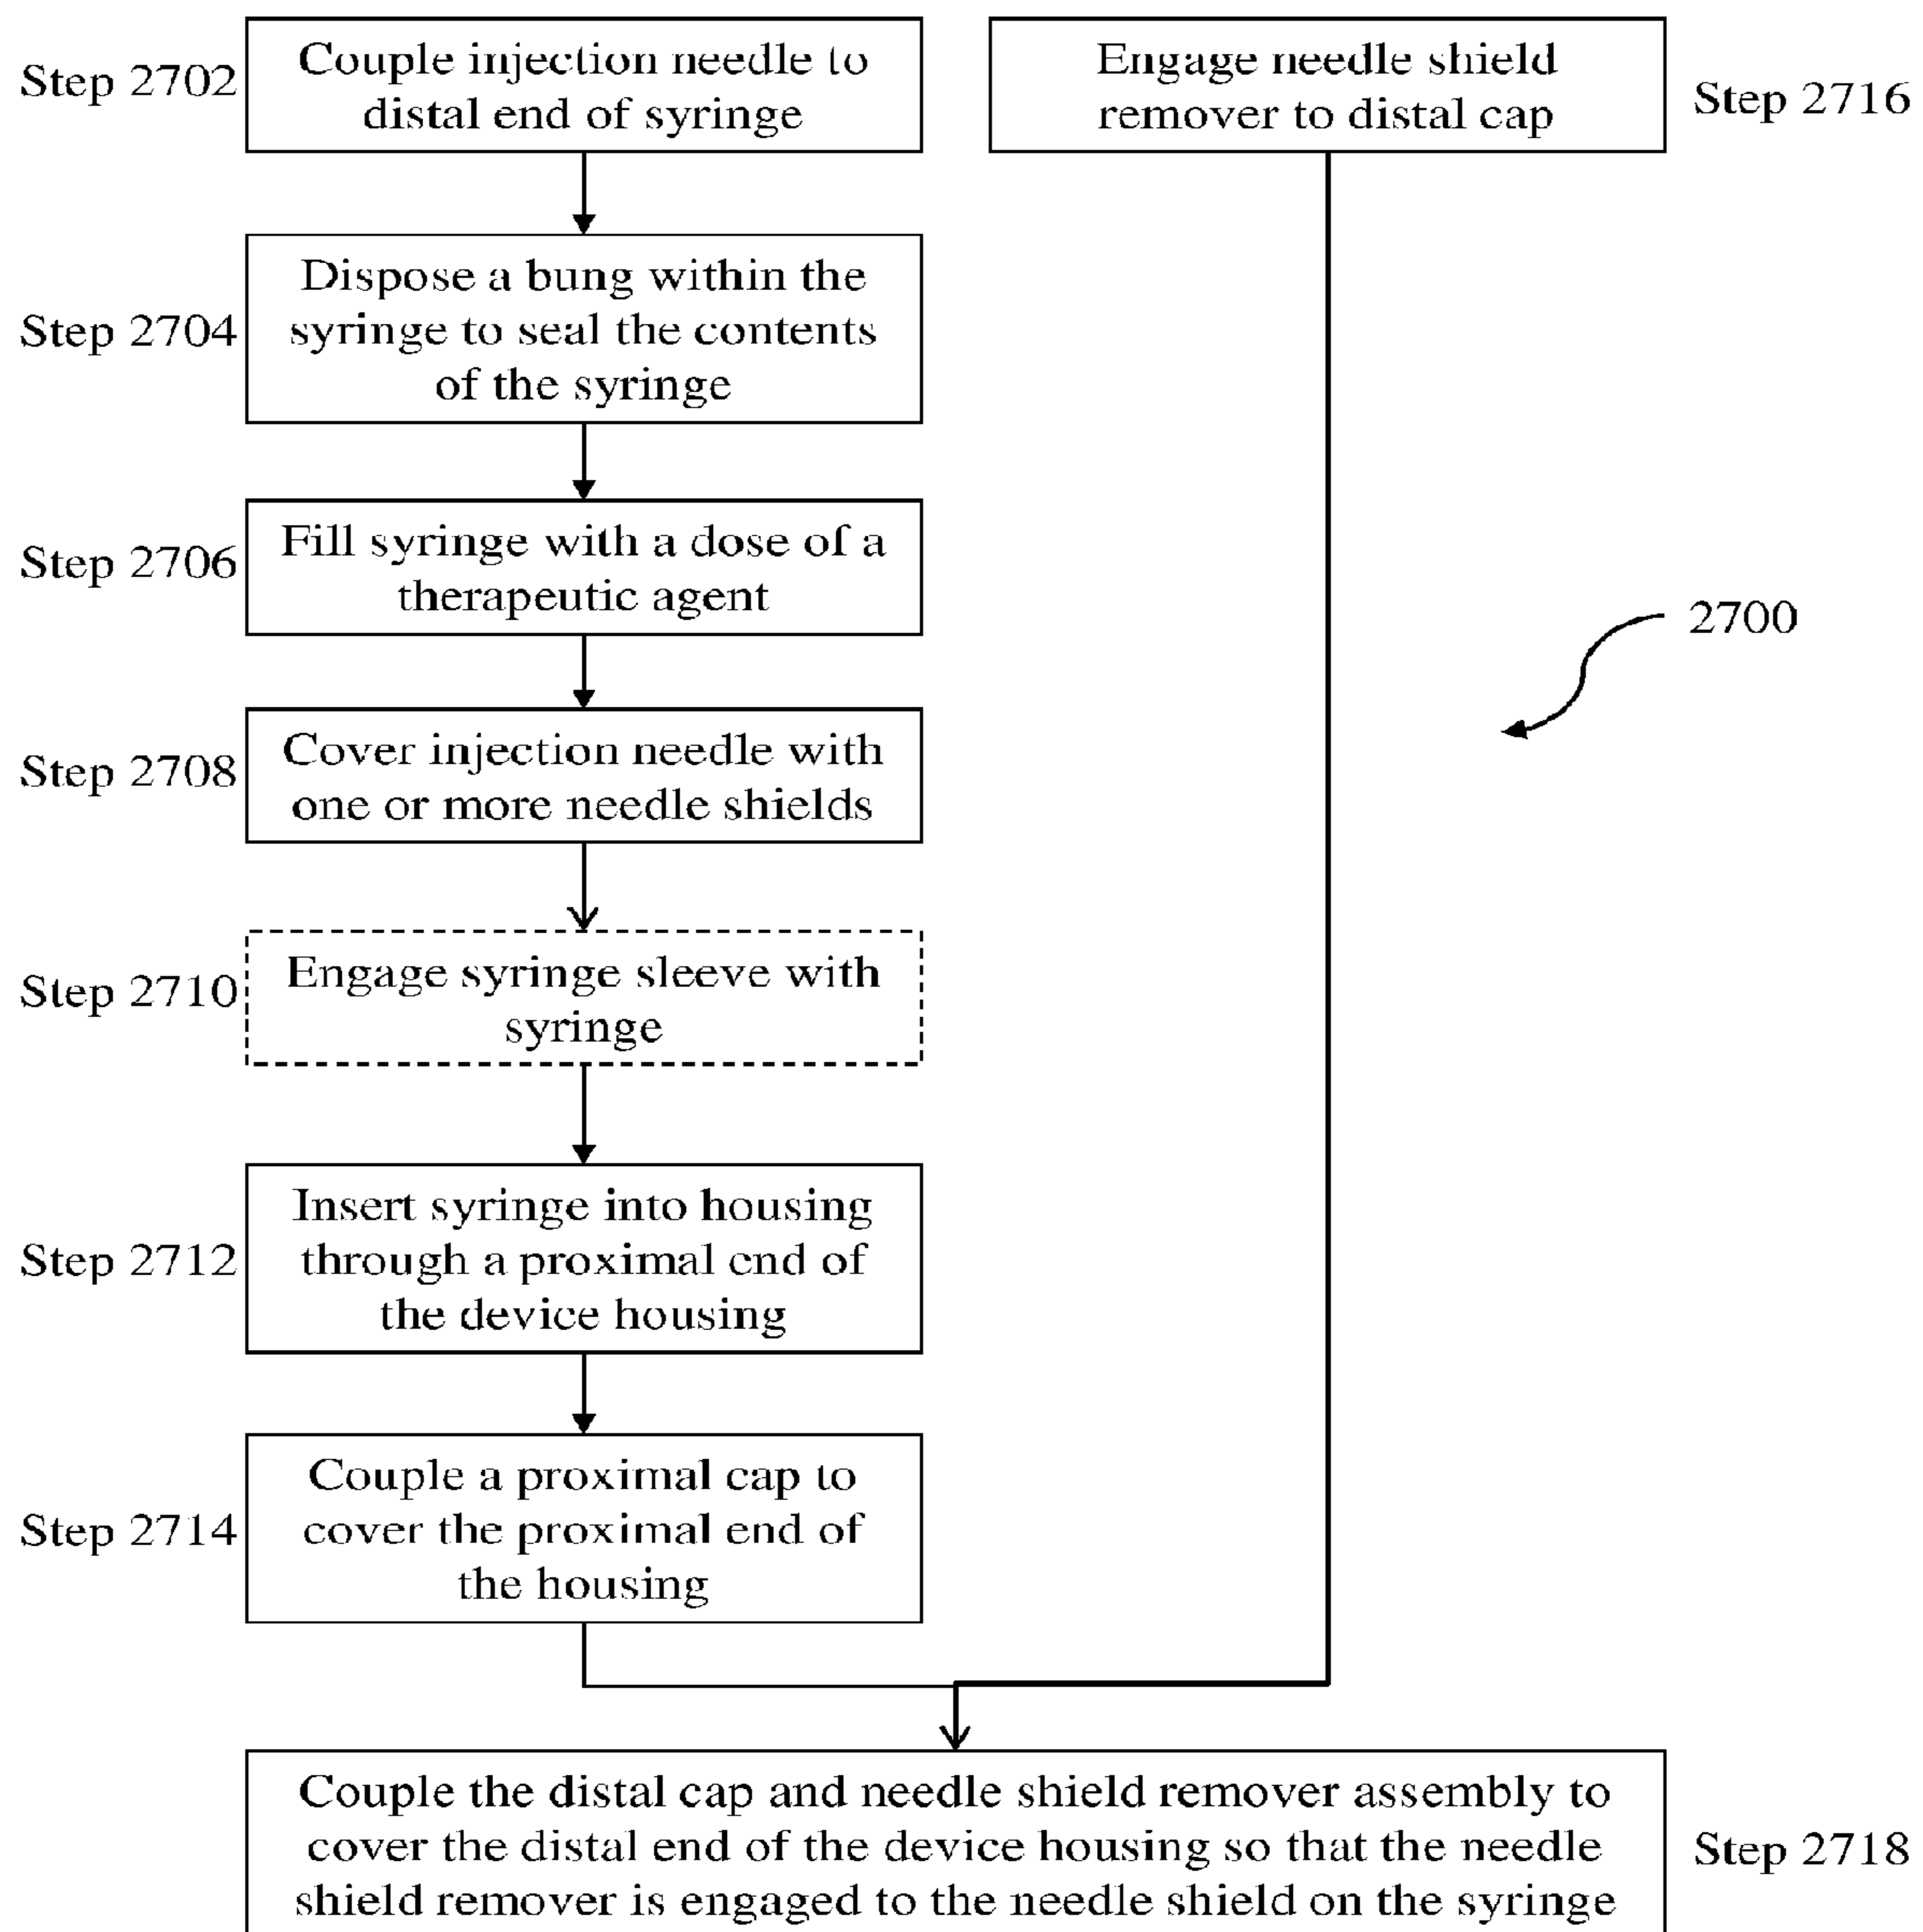 Step 2702
Couple injection needle to
distal end of syringe
Engage needle shield
remover to distal cap
Step 2716
Step 2704
Dispose a bung within the
syringe to seal the contents
of the syringe
Step 2706
Fill syringe with a dose of a
therapeutic agent
2700
Step 2708
Cover injection needle with
one or more needle shields
Step 2710
Engage syringe sleeve with
syringe
Step 2712
Insert syringe into housing
through a proximal end of
the device housing
Step 2714
Couple a proximal cap to
cover the proximal end of
the housing
Couple the distal cap and needle shield remover assembly to
cover the distal end of the device housing so that the needle
shield remover is engaged to the needle shield on the syringe
Step 2718